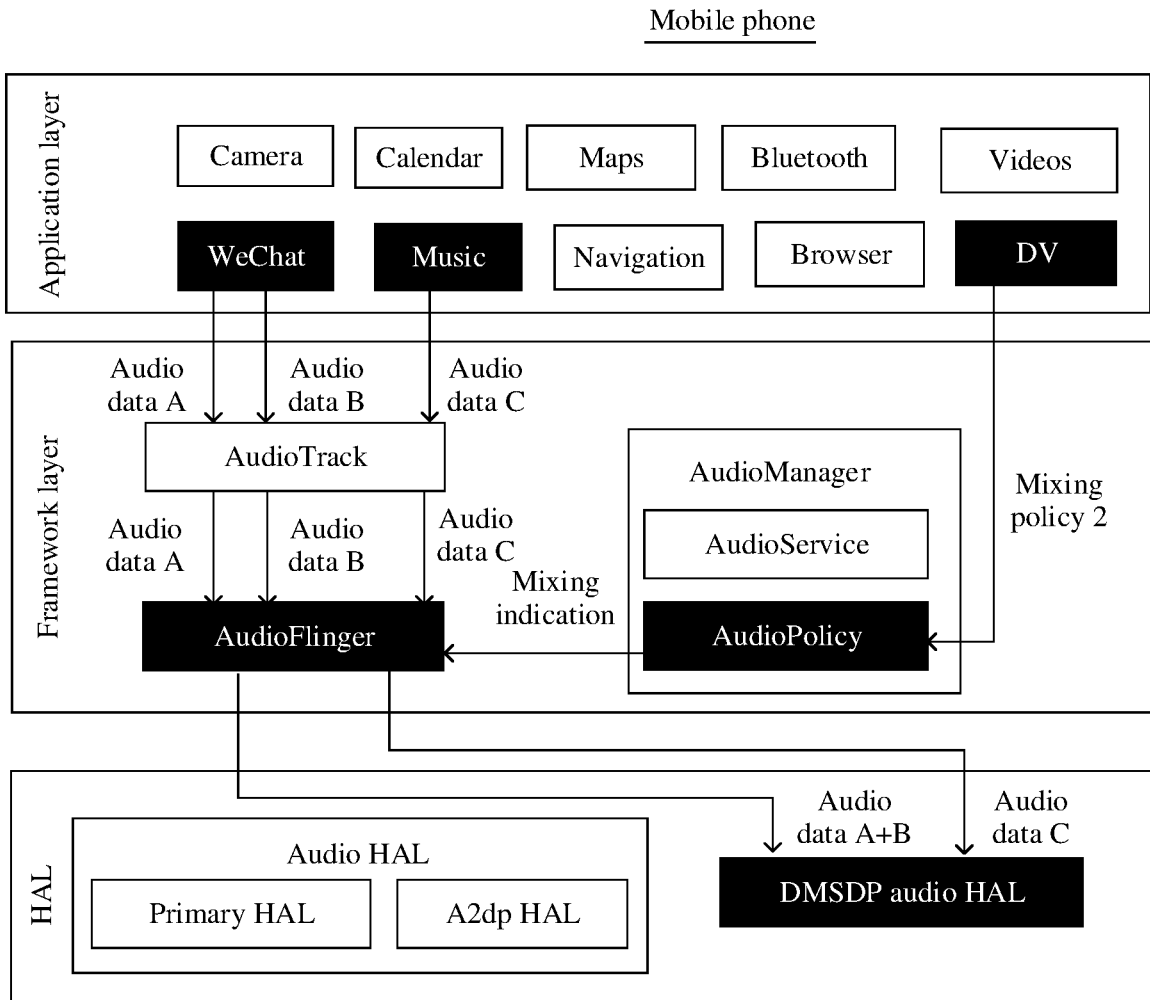 Mobile phone
Application layer
Camera
Calendar
Maps
Bluetooth
Videos
WeChat
Music
Navigation
Browser
DV
Framework layer
Audio
data A
Audio
data B
Audio
data C
AudioTrack
Audio
data A
Audio
data B
Audio
data C
Mixing
indication
AudioManager
AudioService
AudioPolicy
Mixing
policy 2
AudioFlinger
HAL
Audio HAL
Primary HAL
A2dp HAL
Audio
data A+B
Audio
data C
DMSDP audio HAL